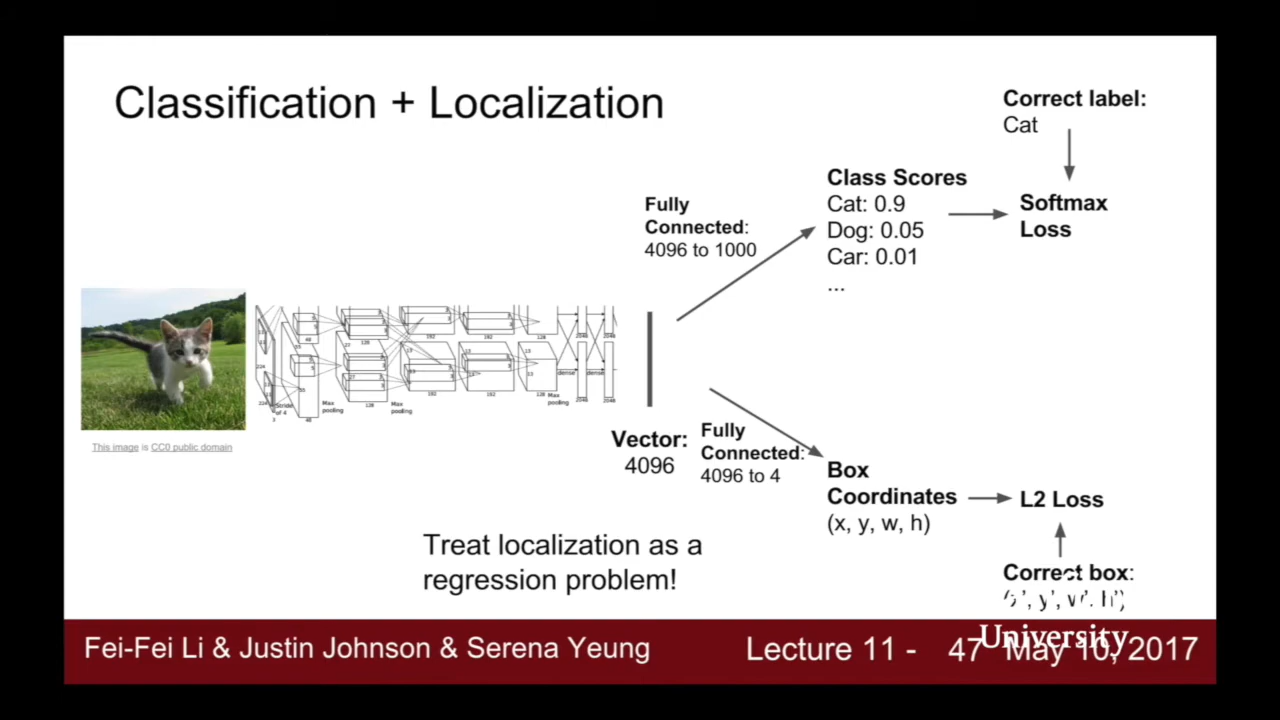 Classification + Localization
Correct label:
Cat
Class Scores
Cat: 0.9
Dog: 0.05
Car: 0.01
...
Softmax
Loss
Fully
Connected:
4096 to 1000
This image is CC0 public domain
Vector:
4096
Fully
Connected:
4096 to 4
Box
Coordinates
(x, y, w, h)
L2 Loss
Correct box:
Treat localization as a
regression problem!
Fei-Fei Li & Justin Johnson & Serena Yeung
Lecture 11 -
47
May 10, 2017
University